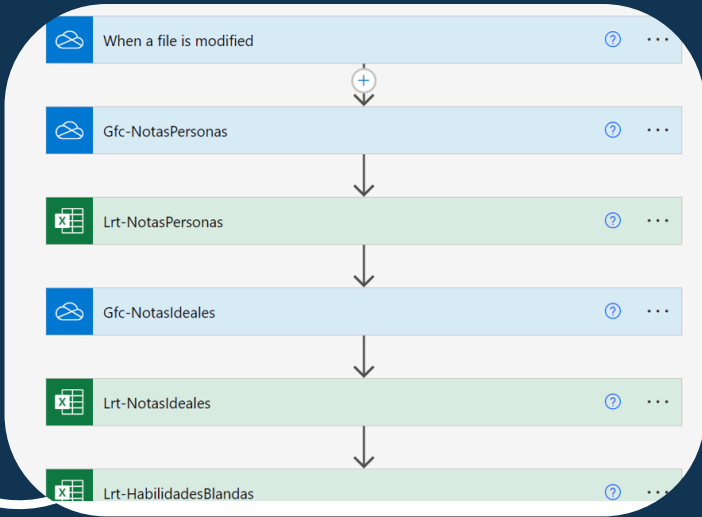 When a file is modified
Gfc-NotasPersonas
Lrt-NotasPersonas
Gfc-NotasIdeales
Lrt-NotasIdeales
Lrt-HabilidadesBlandas